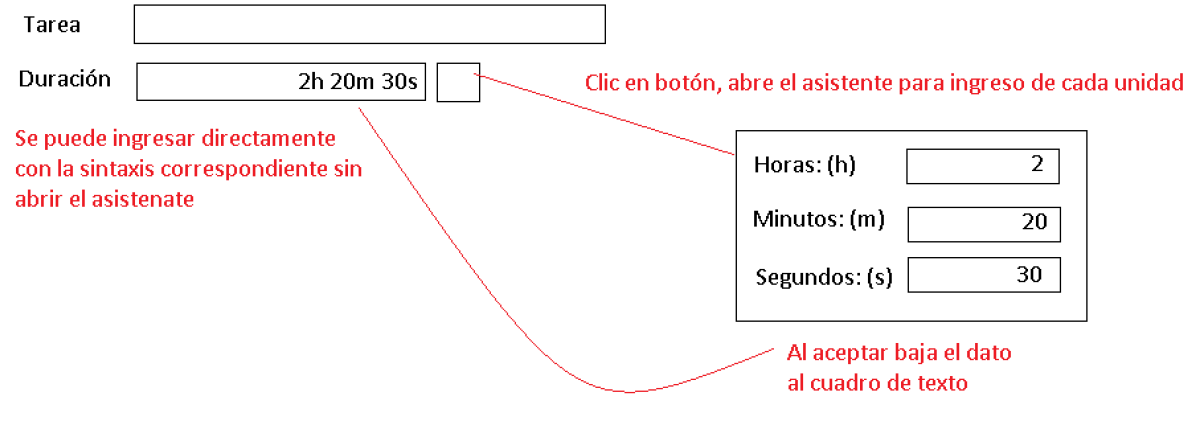 Tarea
Duración
2h 20m 30s
Clic en botón, abre el asistente para ingreso de cada unidad
Se puede ingresar directamente
con la sintaxis correspondiente sin
abrir el asistenate
Horas: (h) 2
Minutos: (m) 20
Segundos: (s) 30
Al aceptar baja el dato
al cuadro de texto